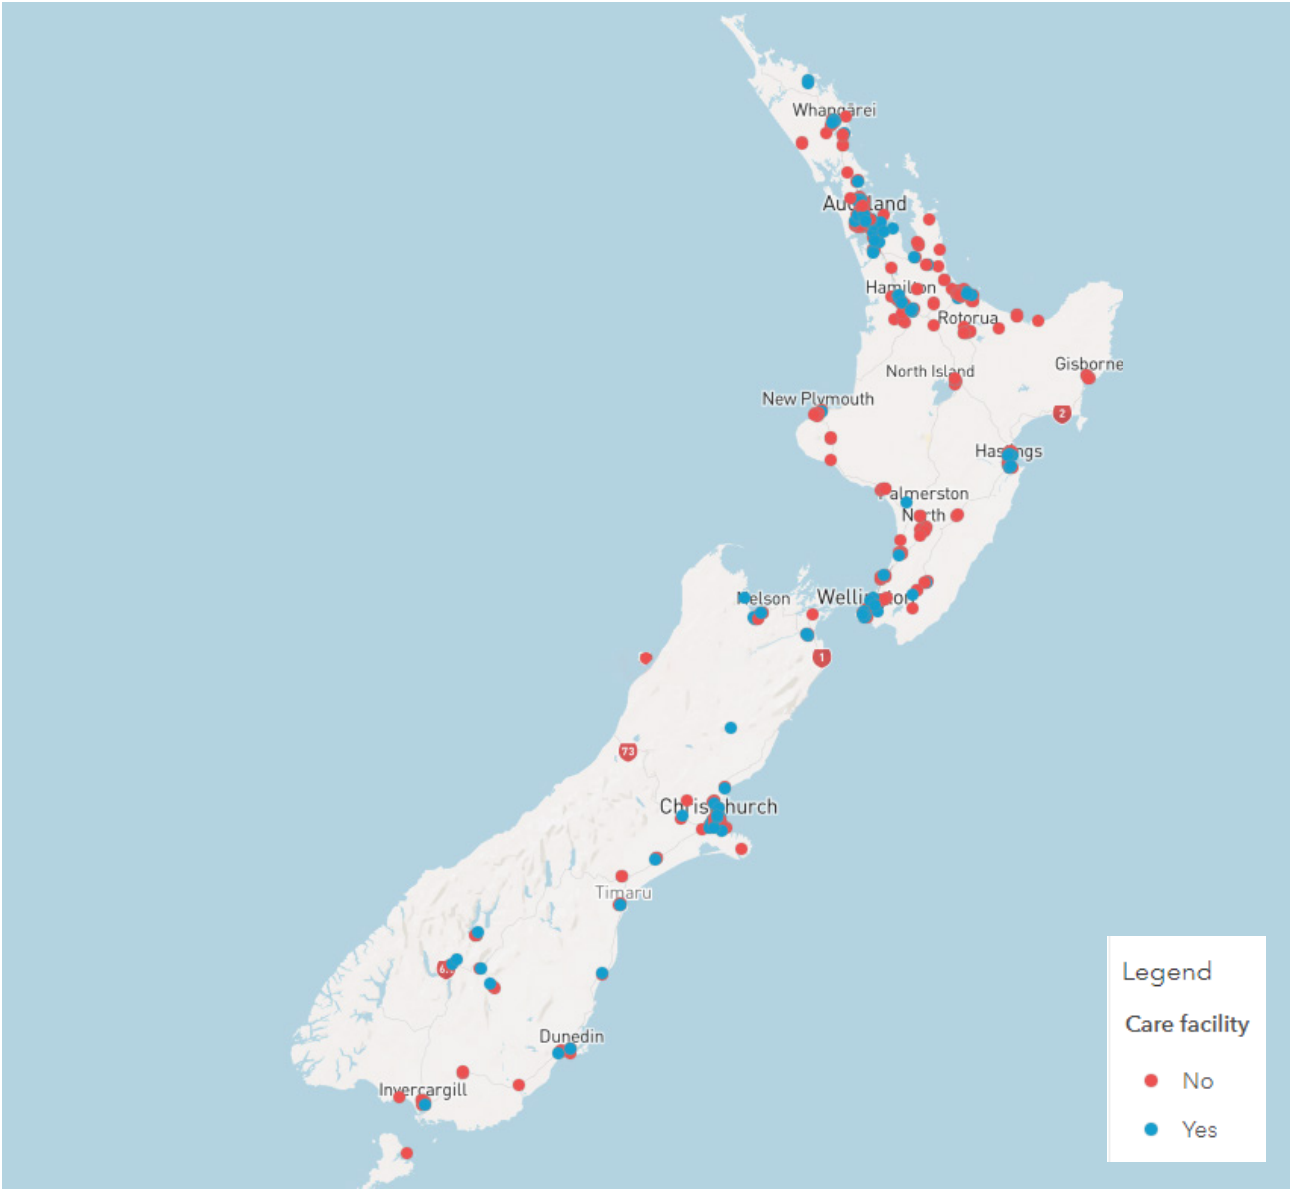 Whangārei
Auckland
Hamilton
Rotorua
Gisborne
North Island
New Plymouth
2
Hastings
Palmerston
North
Nelson
Wellington
1
73
Christchurch
Timaru
Dunedin
Invercargill
Legend
Care facility
No
Yes